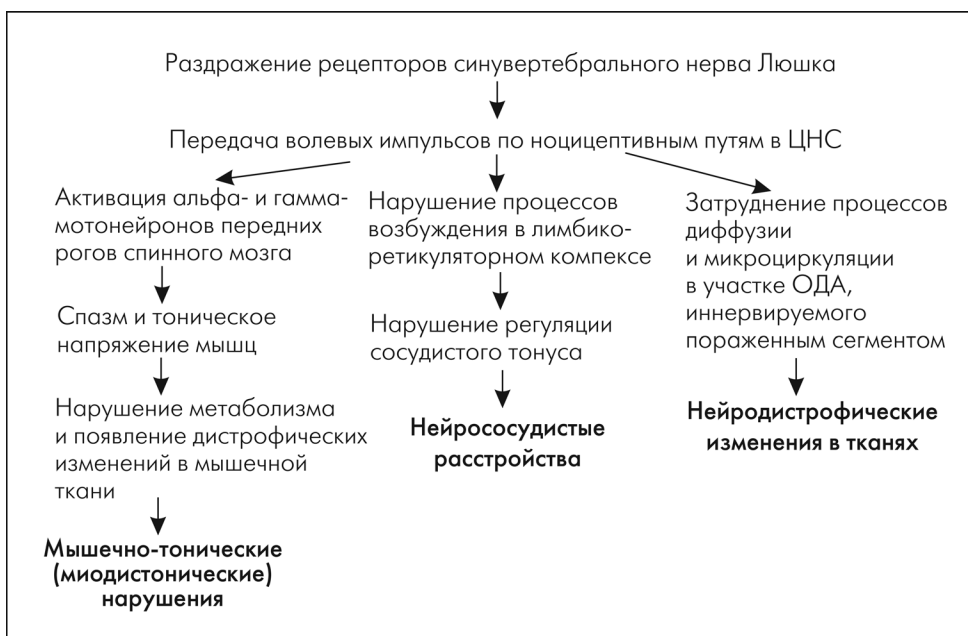 Раздражение рецепторов синувертебрального нерва Люшка
Передача волевых импульсов по ноцицептивным путям в ЦНС
Активация альфа- и гамма-
мотонейронов передних
рогов спинного мозга
Спазм и тоническое
напряжение мышц
Нарушение метаболизма
и появление дистрофических
изменений в мышечной
ткани
Мышечно-тонические
(миодистонические)
нарушения
Нарушение процессов
возбуждения в лимбико-
ретикуляторном компексе
Нарушение регуляции
сосудистого тонуса
Нейрососудистые
расстройства
Затруднение процессов
диффузии
и микроциркуляции
в участке ОДА,
иннервируемого
пораженным сегментом
Нейродистрофические
изменения в тканях